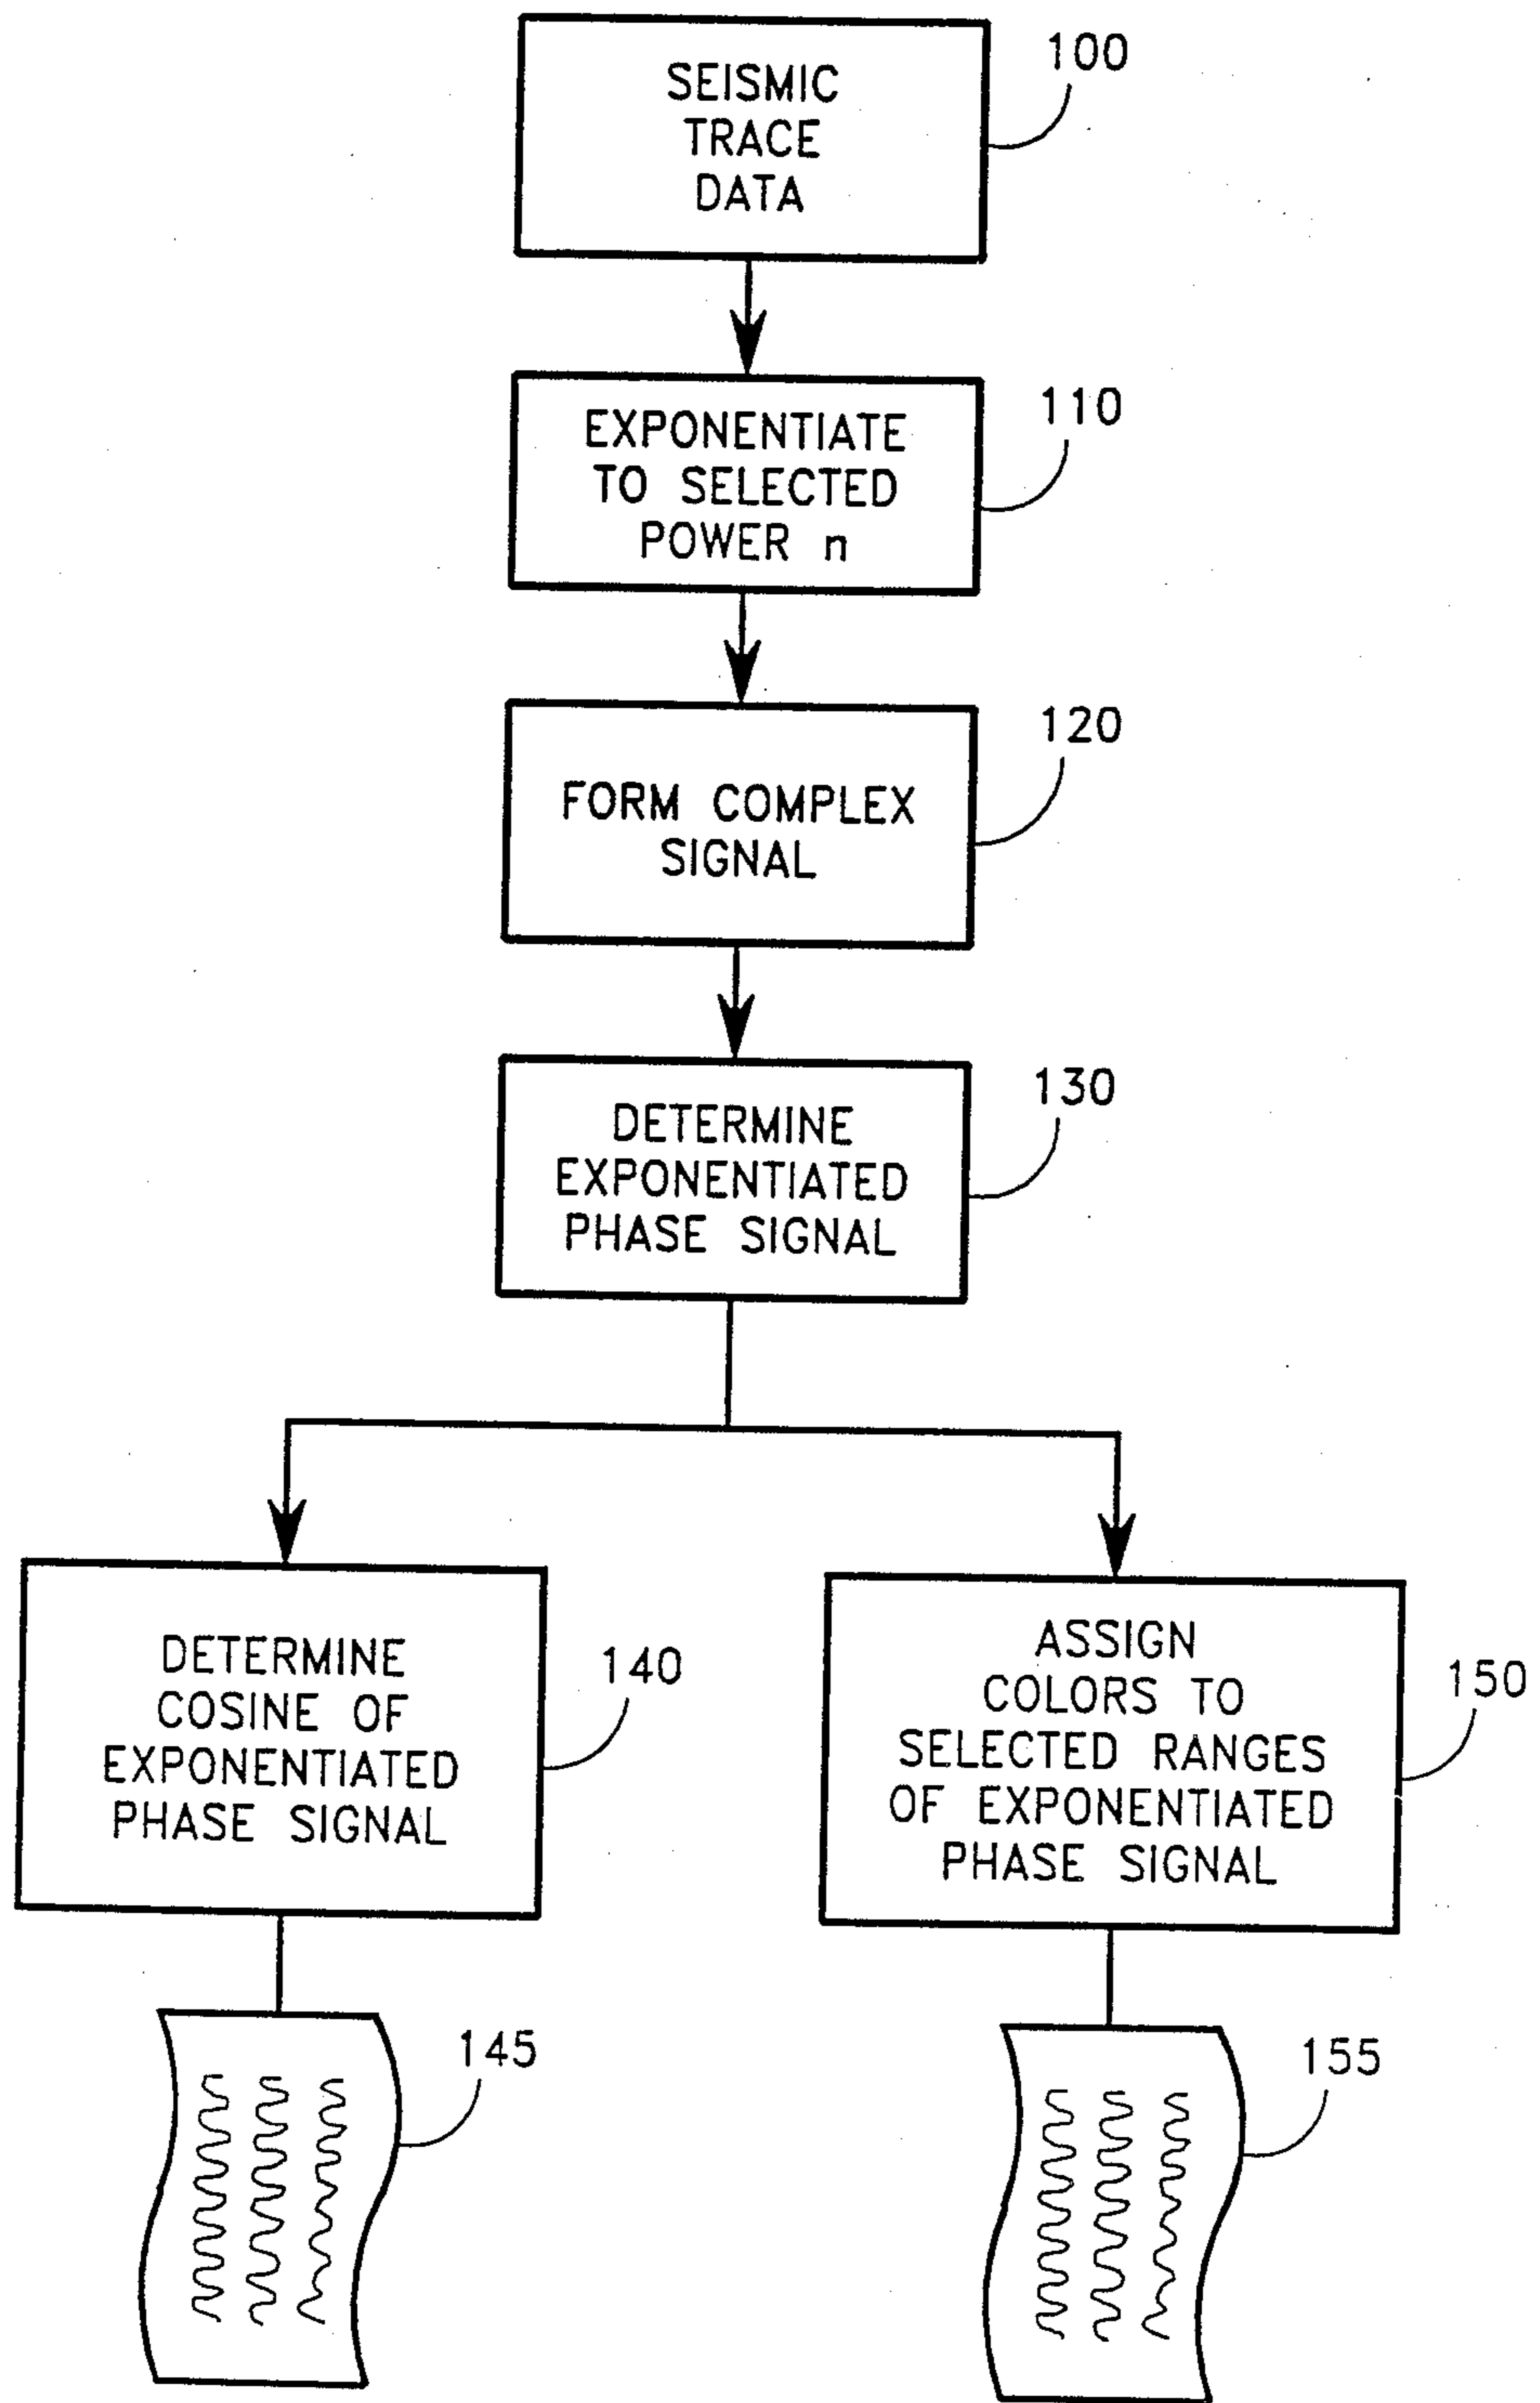 SEISMIC
TRACE
DATA
100
EXPONENTIATE
TO SELECTED
POWER n
110
FORM COMPLEX
SIGNAL
120
DETERMINE
EXPONENTIATED
PHASE SIGNAL
130
DETERMINE
COSINE OF
EXPONENTIATED
PHASE SIGNAL
140
ASSIGN
COLORS TO
SELECTED RANGES
OF EXPONENTIATED
PHASE SIGNAL
150
145
155